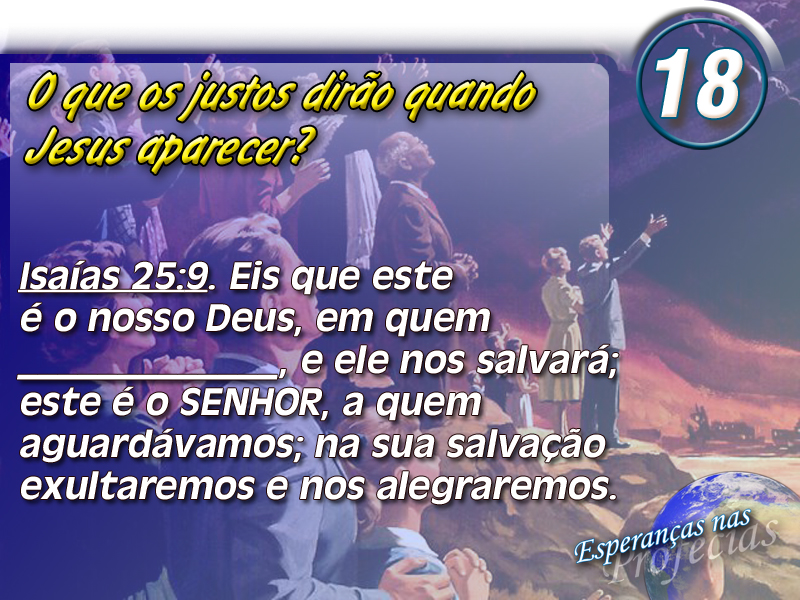 18
O que os justos dirão quando
Jesus aparecer?
Isaías 25:9. Eis que este
é o nosso Deus, em quem
______________, e ele nos salvará;
este é o SENHOR, a quem
aguardávamos; na sua salvação
exultaremos e nos alegraremos.
Esperanças nas
Profecias